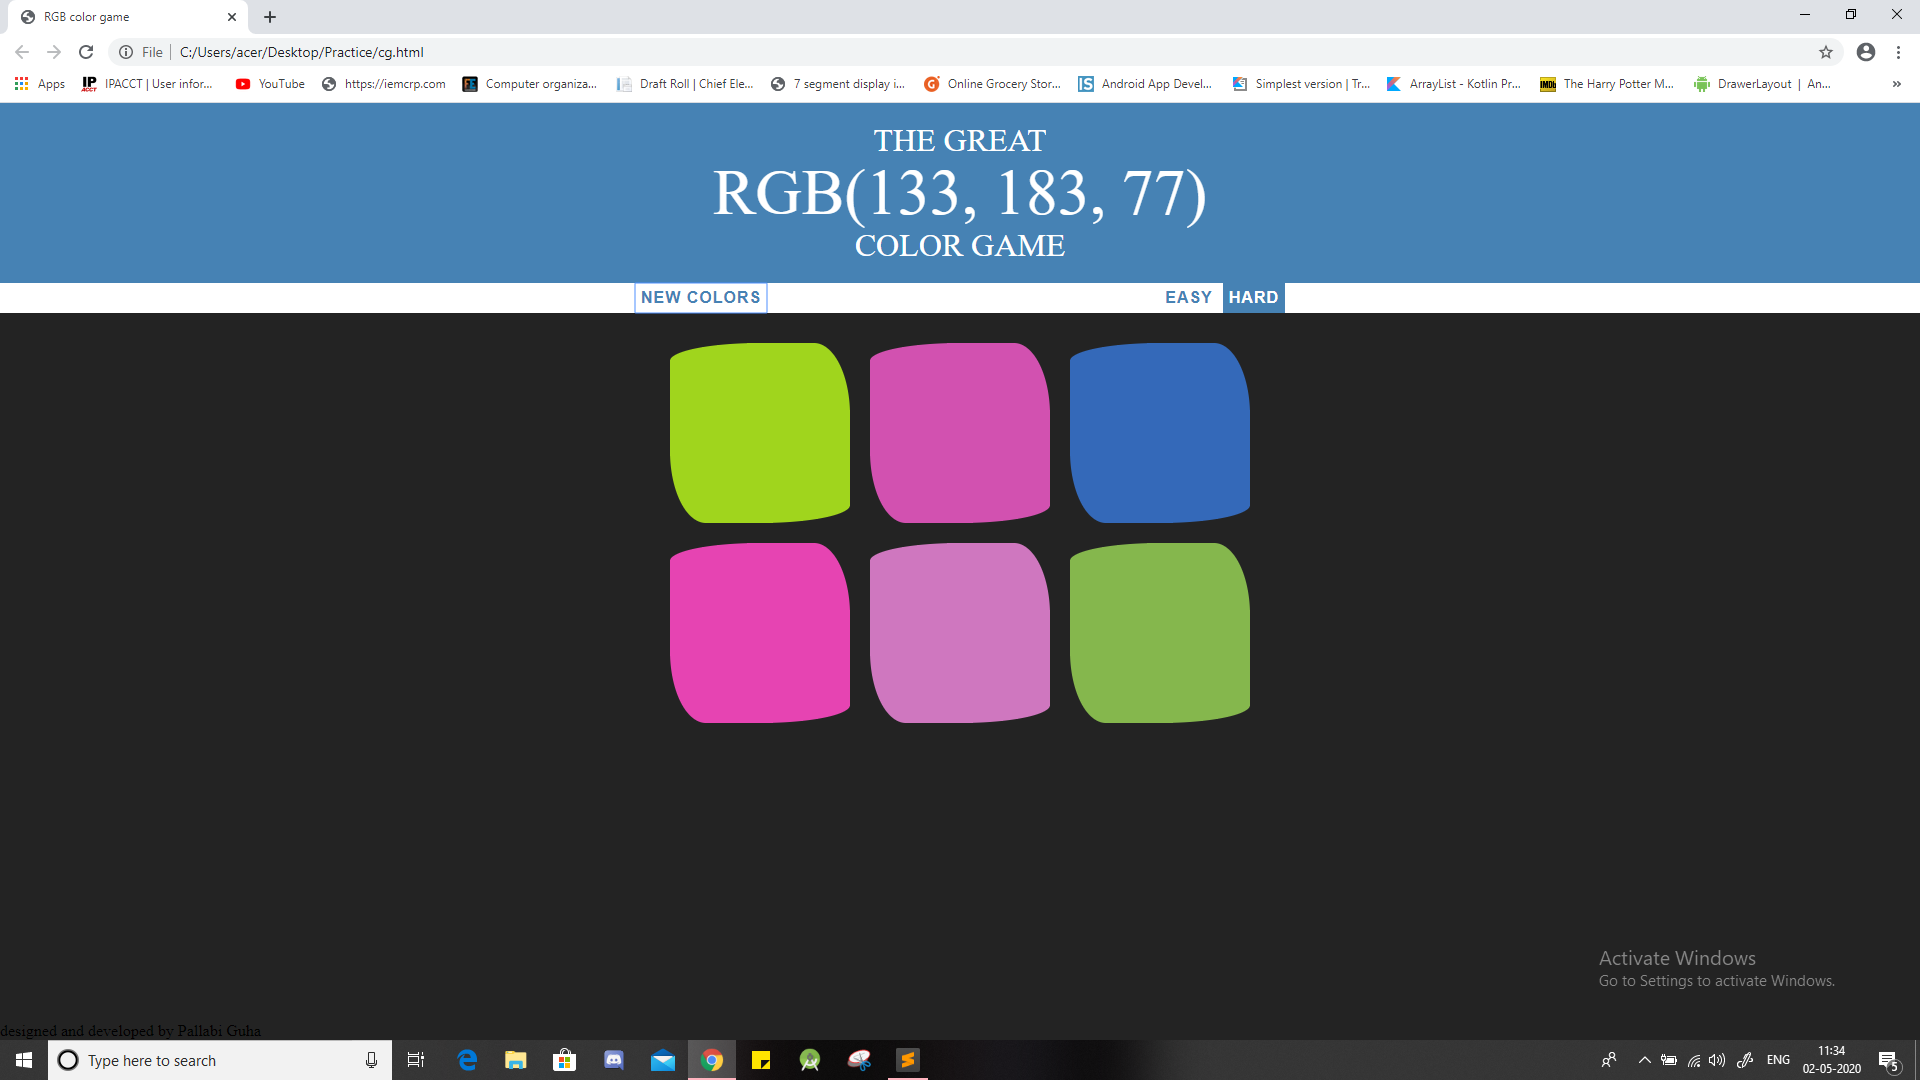 RGB color game
File
C:/Users/acer/Desktop/Practice/cg.html
Apps
IPACCT | User infor...
YouTube
https://iemcrp.com
Computer organiza...
Draft Roll | Chief Ele...
7 segment display i...
Online Grocery Stor...
Android App Devel...
Simplest version | Tr...
ArrayList - Kotlin Pr...
The Harry Potter M...
DrawerLayout | An...
THE GREAT
RGB(133, 183, 77)
COLOR GAME
NEW COLORS
EASY
HARD
Activate Windows
Go to Settings to activate Windows.
designed and developed by Pallabi Guha
Type here to search
ENG
11:34
02-05-2020
5